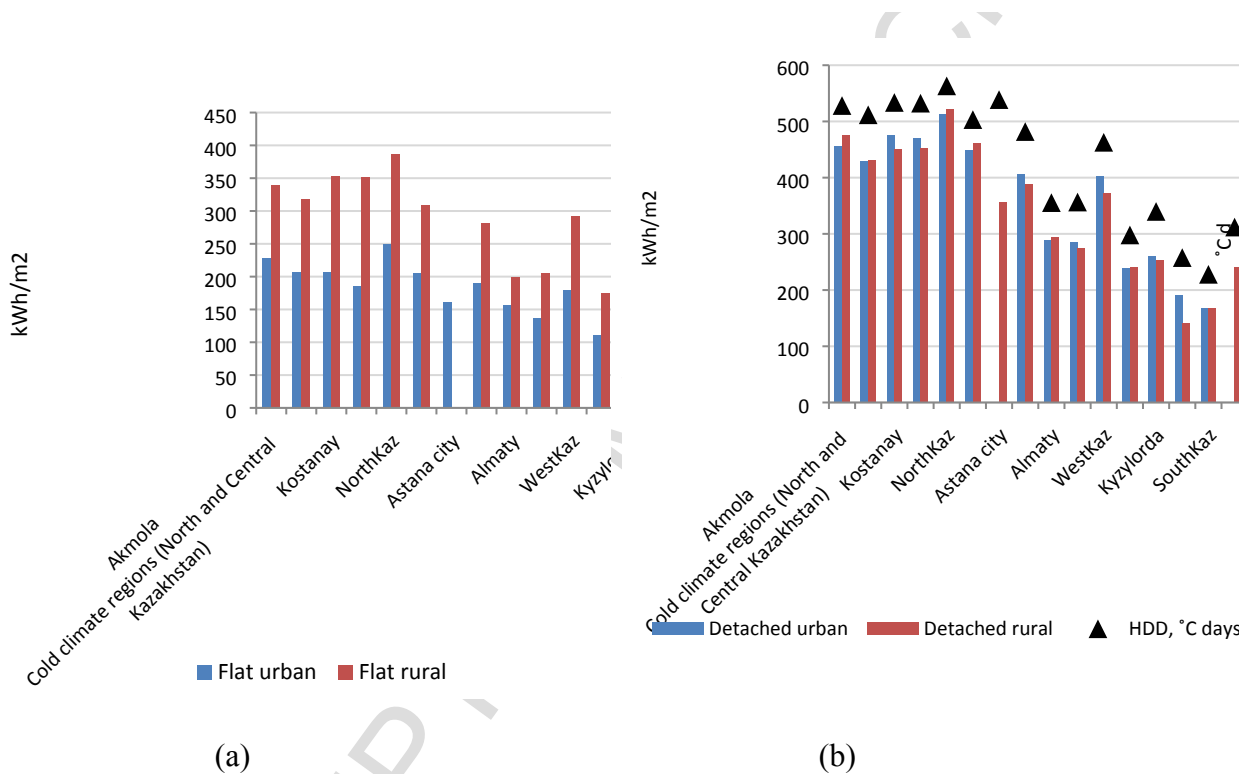 450
400
350
300
250
200
150
100
50
0
kWh/m2
Akmola
Cold climate regions (North and Central
Kazakhstan)
Kostanay
NorthKaz
Astana city
Almaty
WestKaz
Flat urban
Flat rural
(a)
600
500
400
300
200
100
0
kWh/m2
˚C d
Akmola
Cold climate regions (North and
Central Kazakhstan)
Kostanay
NorthKaz
Astana city
Almaty
WestKaz
Kyzylorda
SouthKaz
Detached urban
Detached rural
HDD, ˚C days
(b)